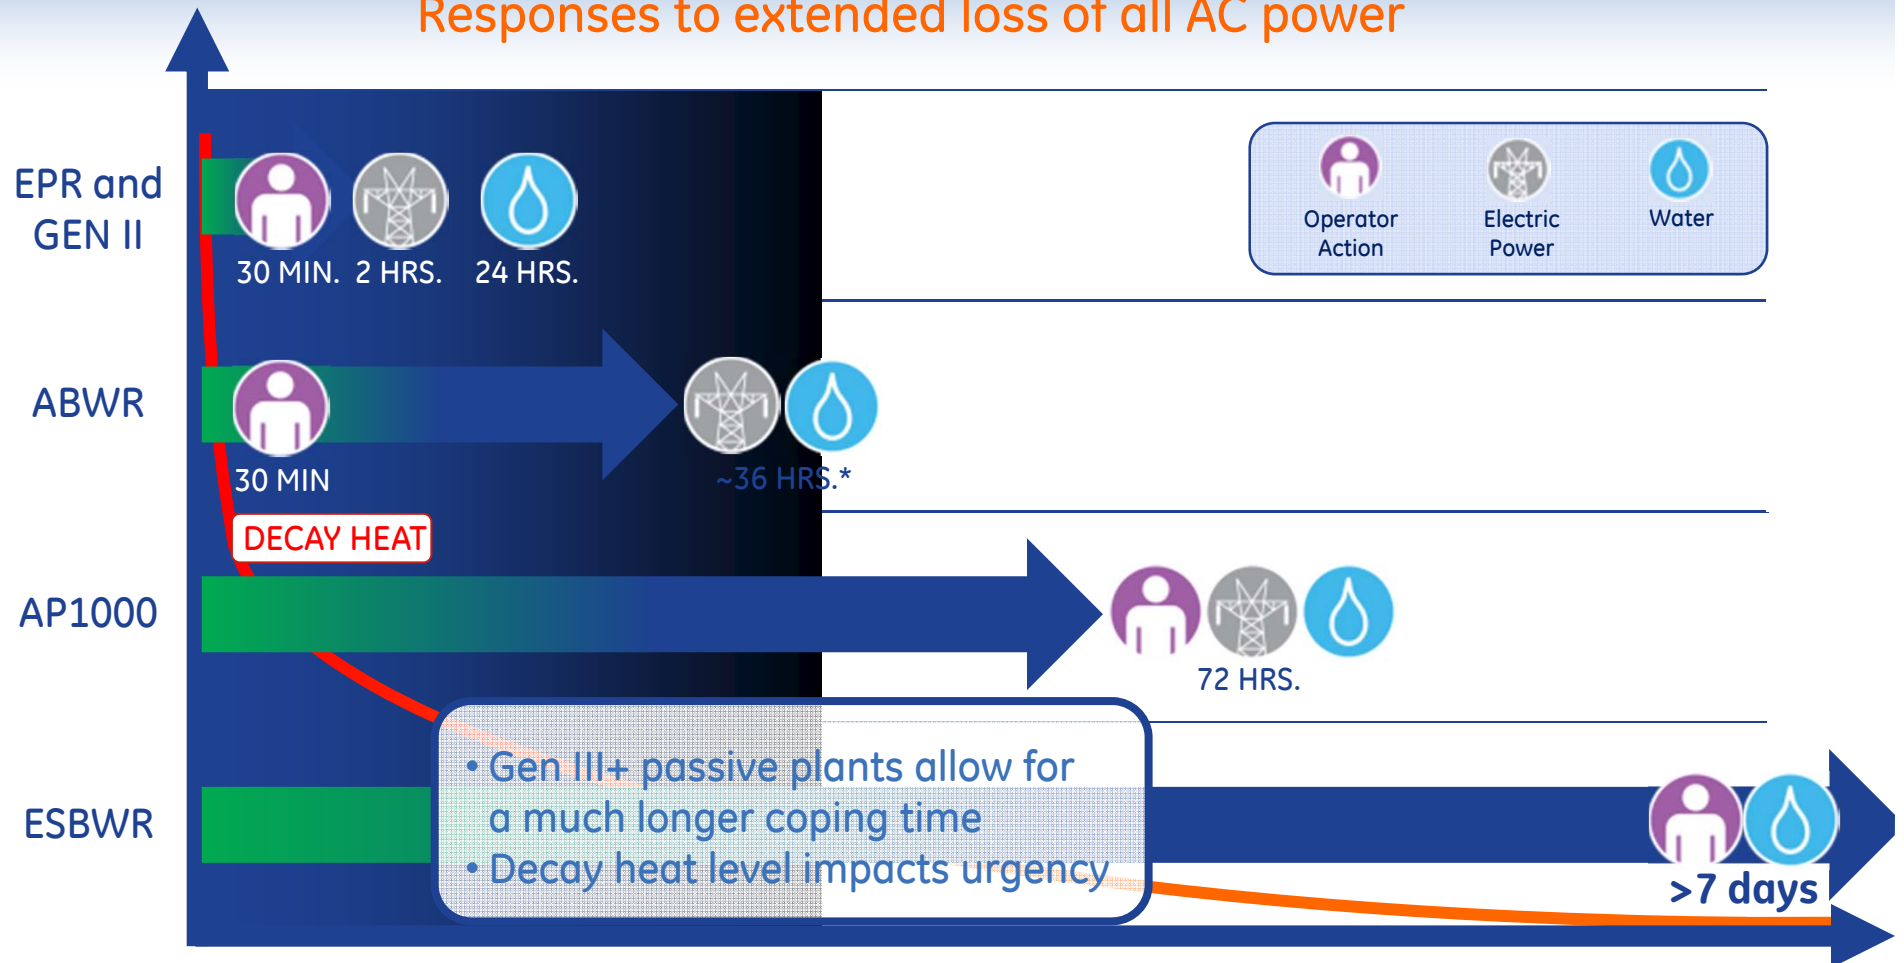 Responses to extended loss of all AC power
EPR and
GEN II
30 MIN.
2 HRS.
24 HRS.
Operator
Action
Electric
Power
Water
ABWR
30 MIN
~36 HRS.*
DECAY HEAT
AP1000
72 HRS.
• Gen III+ passive plants allow for
a much longer coping time
• Decay heat level impacts urgency
ESBWR
>7 days